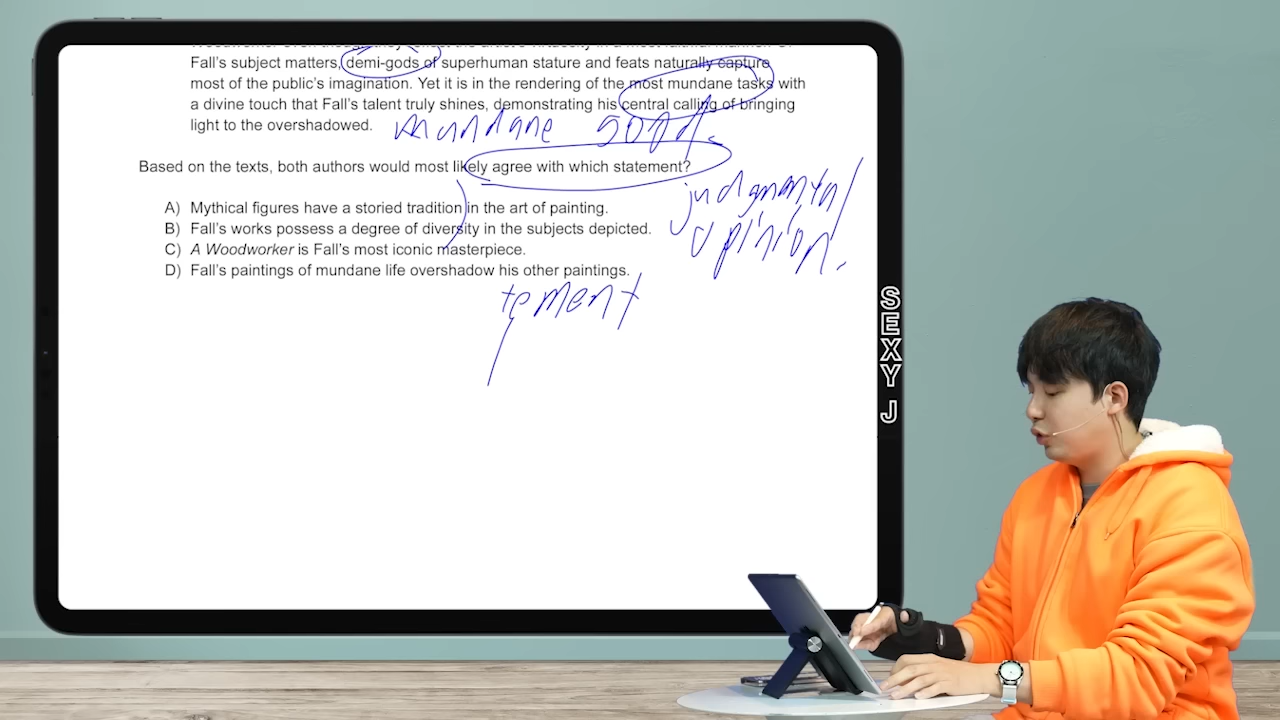 Fall's subject matters, demi-gods of superhuman stature and feats naturally capture
most of the public's imagination. Yet it is in the rendering of the most mundane tasks with
a divine touch that Fall's talent truly shines, demonstrating his central calling of bringing
light to the overshadowed.
mundane good.
Based on the texts, both authors would most likely agree with which statement?
judgmental
opinion.
A) Mythical figures have a storied tradition in the art of painting.
B) Fall's works possess a degree of diversity in the subjects depicted.
C) A Woodworker is Fall's most iconic masterpiece.
D) Fall's paintings of mundane life overshadow his other paintings.
tement
SEXY J